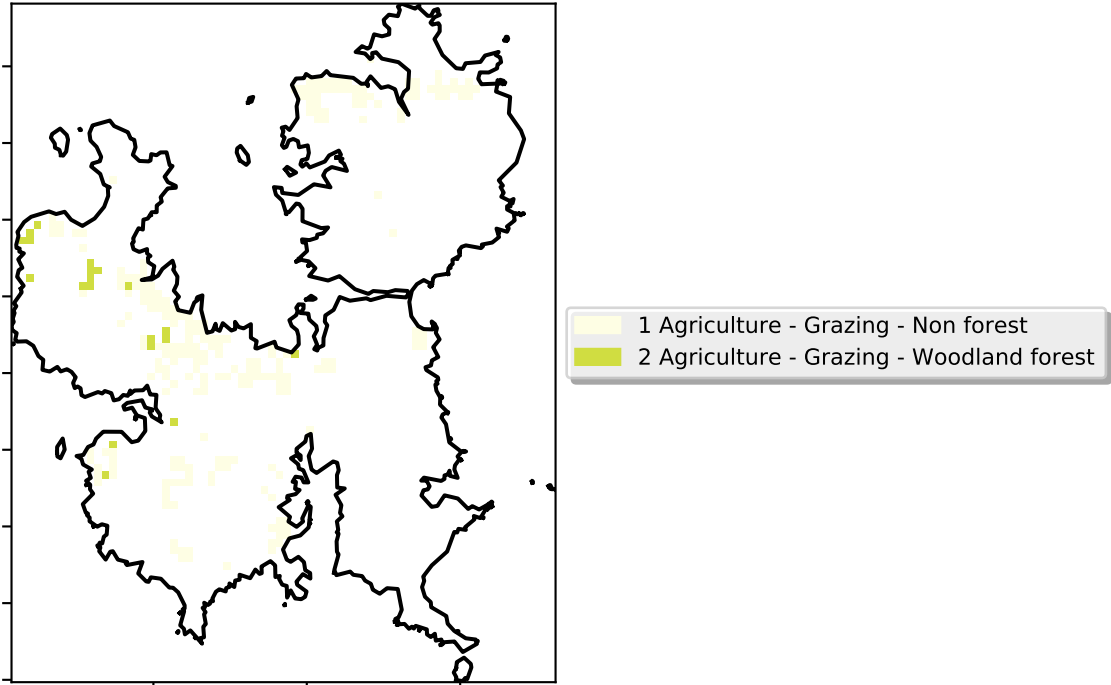 1 Agriculture - Grazing - Non forest
2 Agriculture - Grazing - Woodland forest